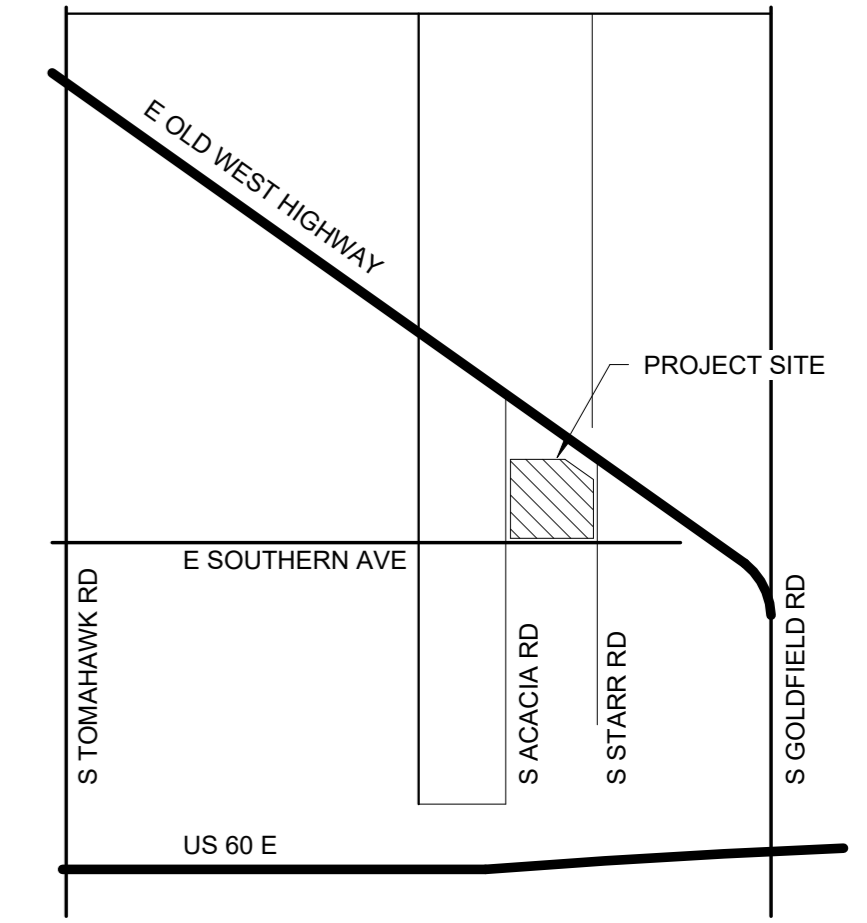 E OLD WEST HIGHWAY
PROJECT SITE
E SOUTHERN AVE
S TOMAHAWK RD
S ACACIA RD
S STARR RD
S GOLDFIELD RD
US 60 E